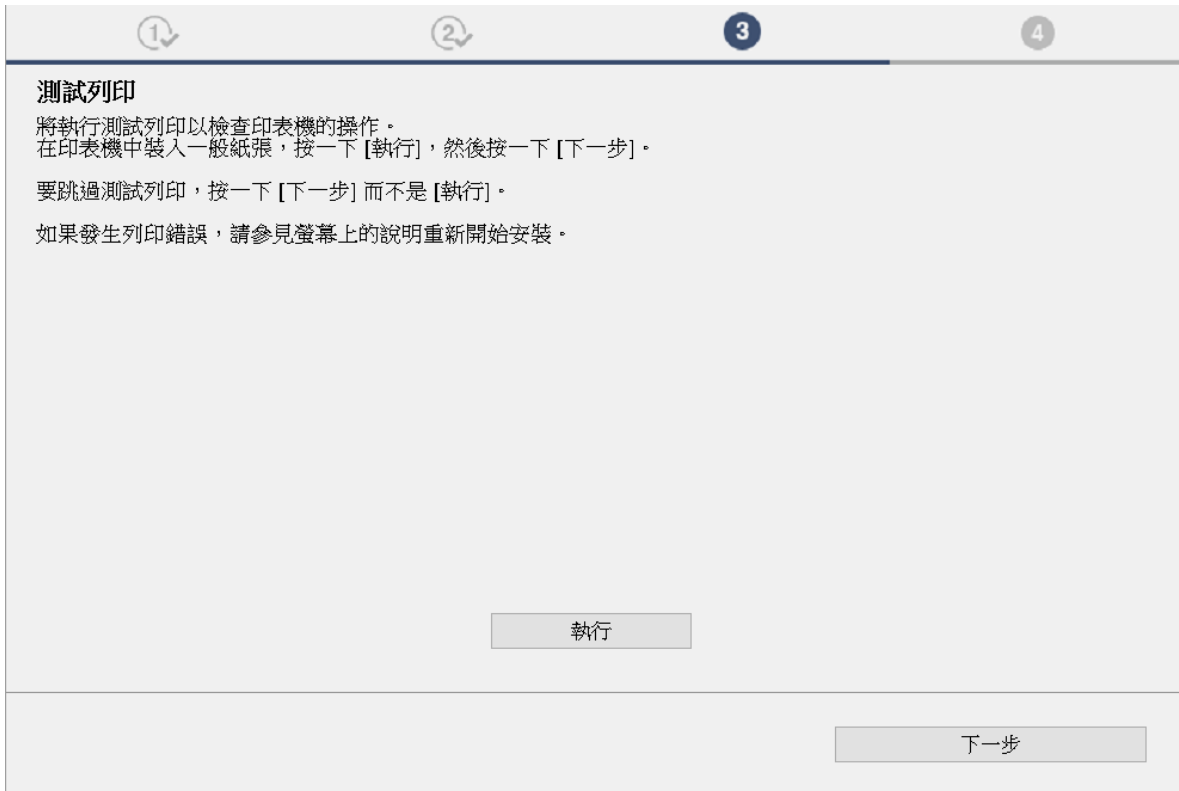 1 2 3 4
測試列印
將執行測試列印以檢查印表機的操作。
在印表機中裝入一般紙張，按一下 [執行]，然後按一下 [下一步]。
要跳過測試列印，按一下 [下一步] 而不是 [執行]。
如果發生列印錯誤，請參見螢幕上的說明重新開始安裝。
執行
下一步